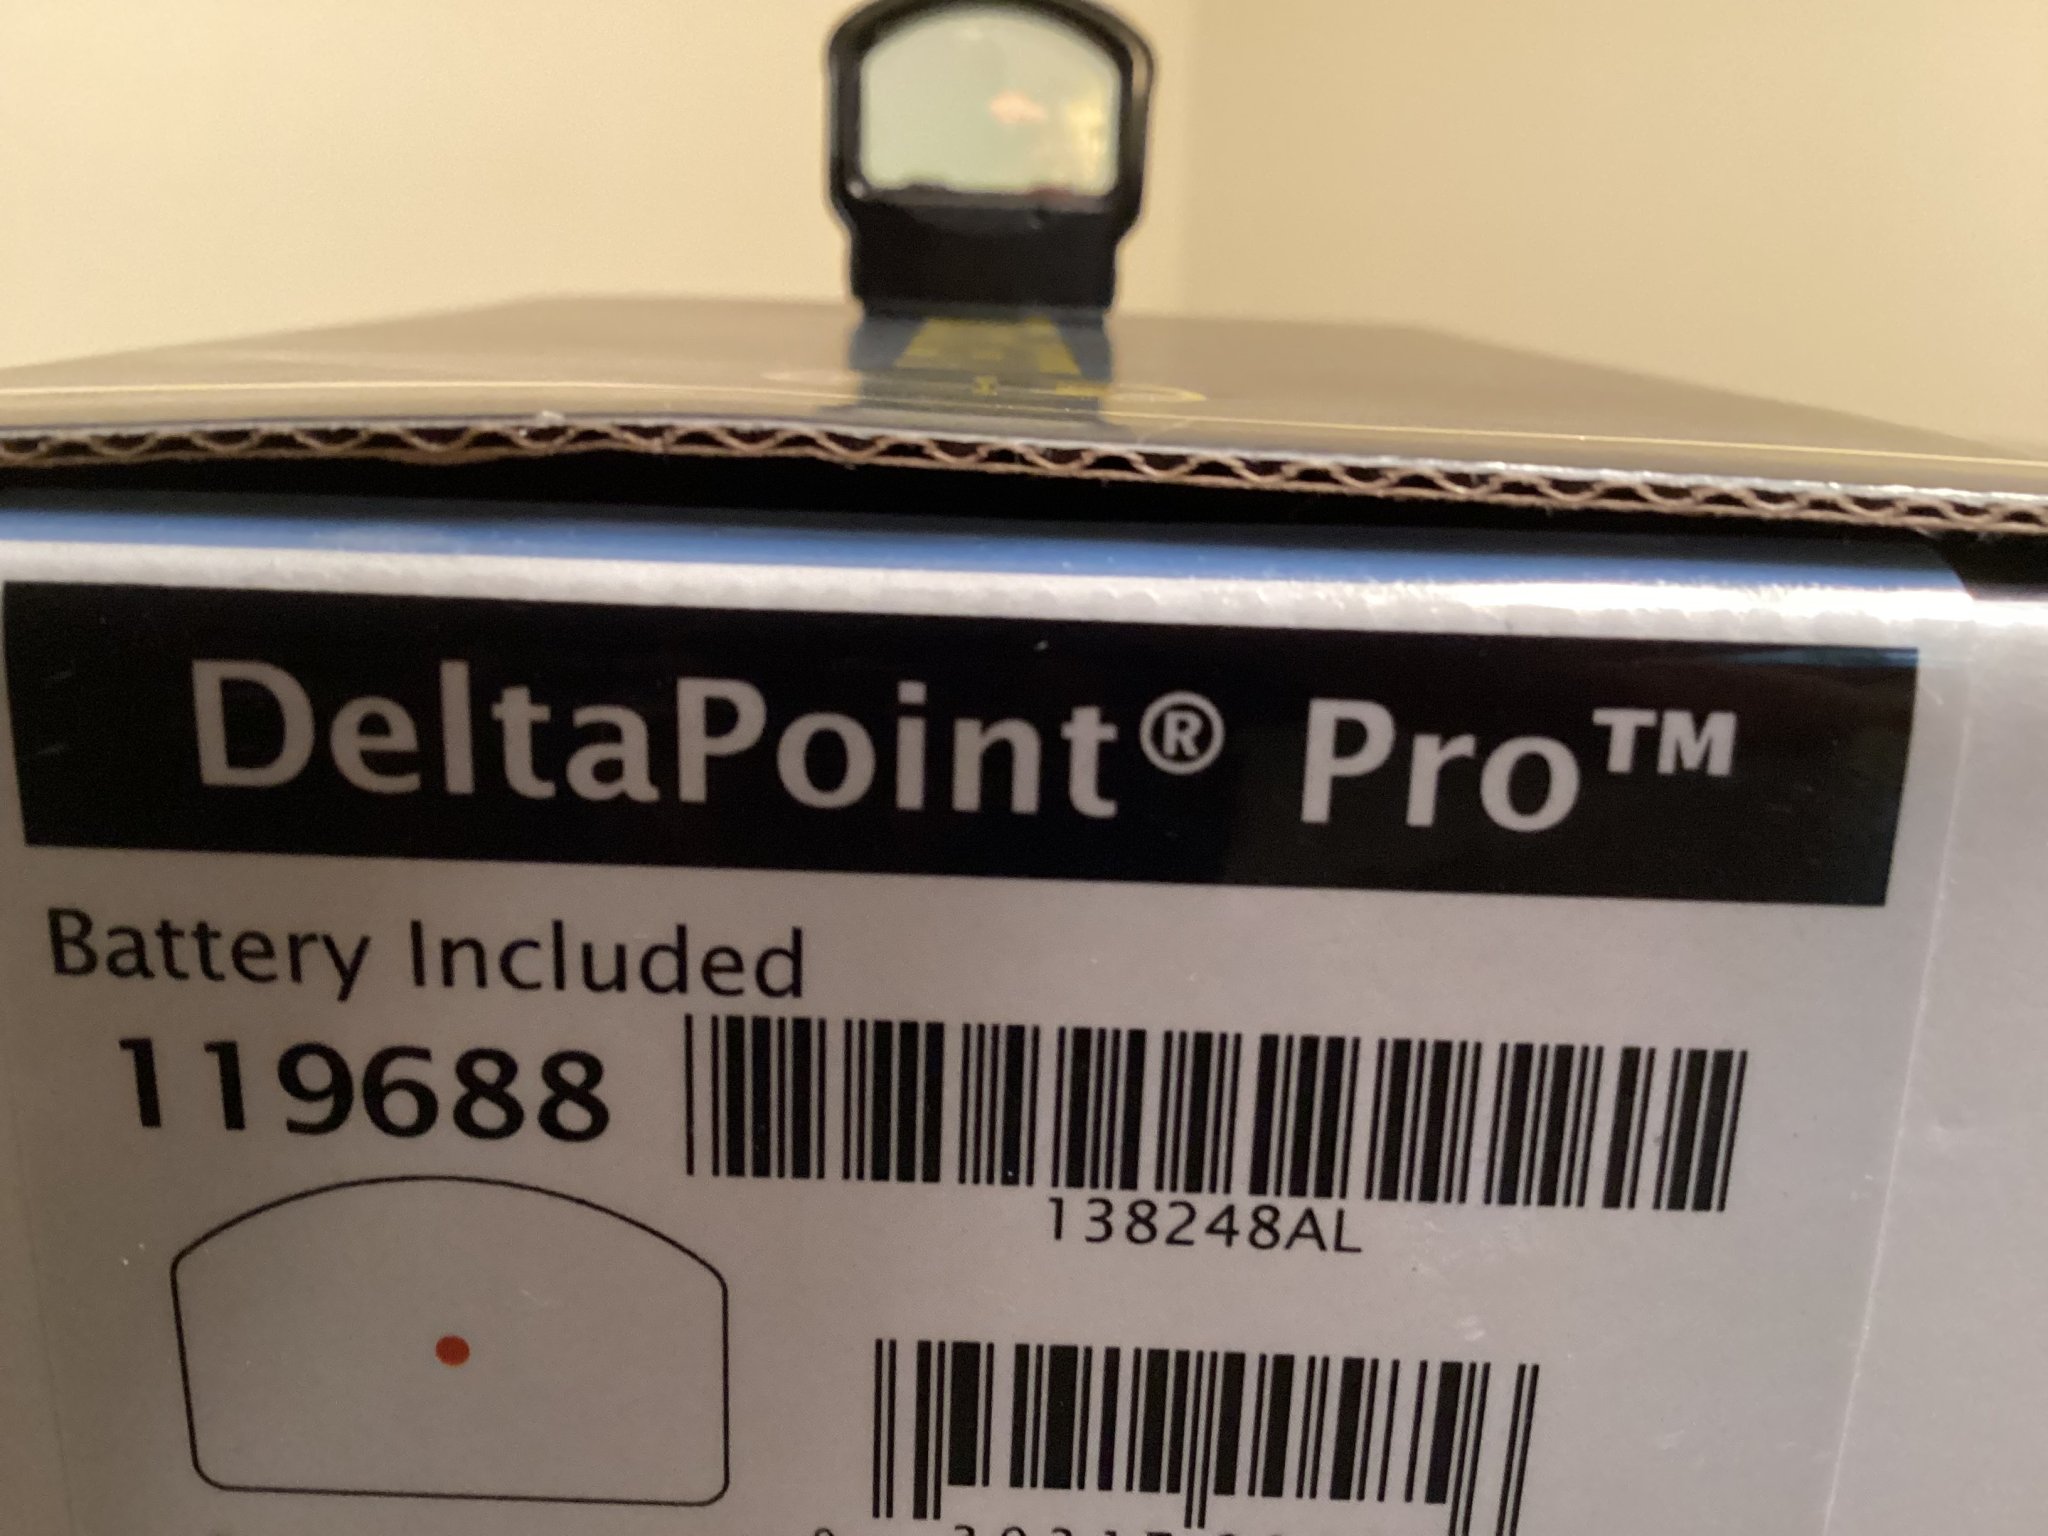 DeltaPoint® Pro™
Battery Included
119688
138248AL